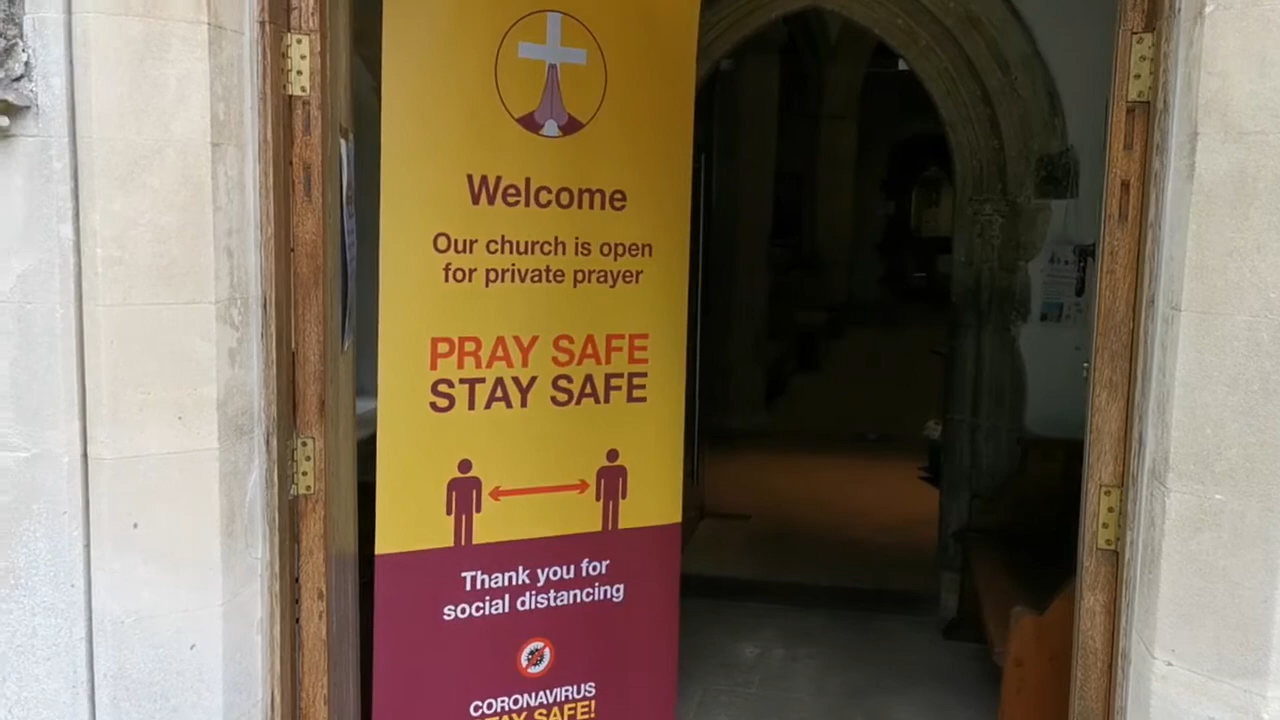 Welcome
Our church is open
for private prayer
PRAY SAFE
STAY SAFE
Thank you for
social distancing
CORONAVIRUS
STAY SAFE!